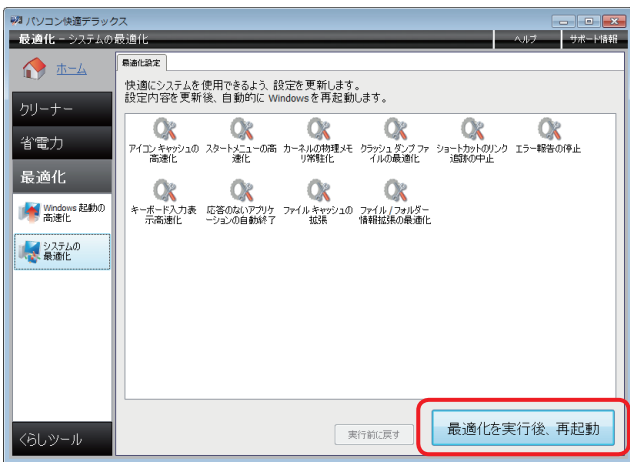 パソコン快適デラックス
最適化 - システムの最適化
ヘルプ
サポート情報
ホーム
クリーナー
省電力
最適化
Windows 起動の
高速化
システムの
最適化
くらしツール
最適化設定
快適にシステムを使用できるよう、設定を更新します。
設定内容を更新後、自動的に Windowsを再起動します。
アイコン キャッシュの
高速化
スタートメニューの高
速化
カーネルの物理メモ
リ常駐化
クラッシュ ダンプ ファ
イルの最適化
ショートカットのリンク
追跡の中止
エラー報告の停止
キーボード入力表
示高速化
応答のないアプリケ
ーションの自動終了
ファイル キャッシュの
拡張
ファイル / フォルダー
情報拡張の最適化
実行前に戻す
最適化を実行後、再起動